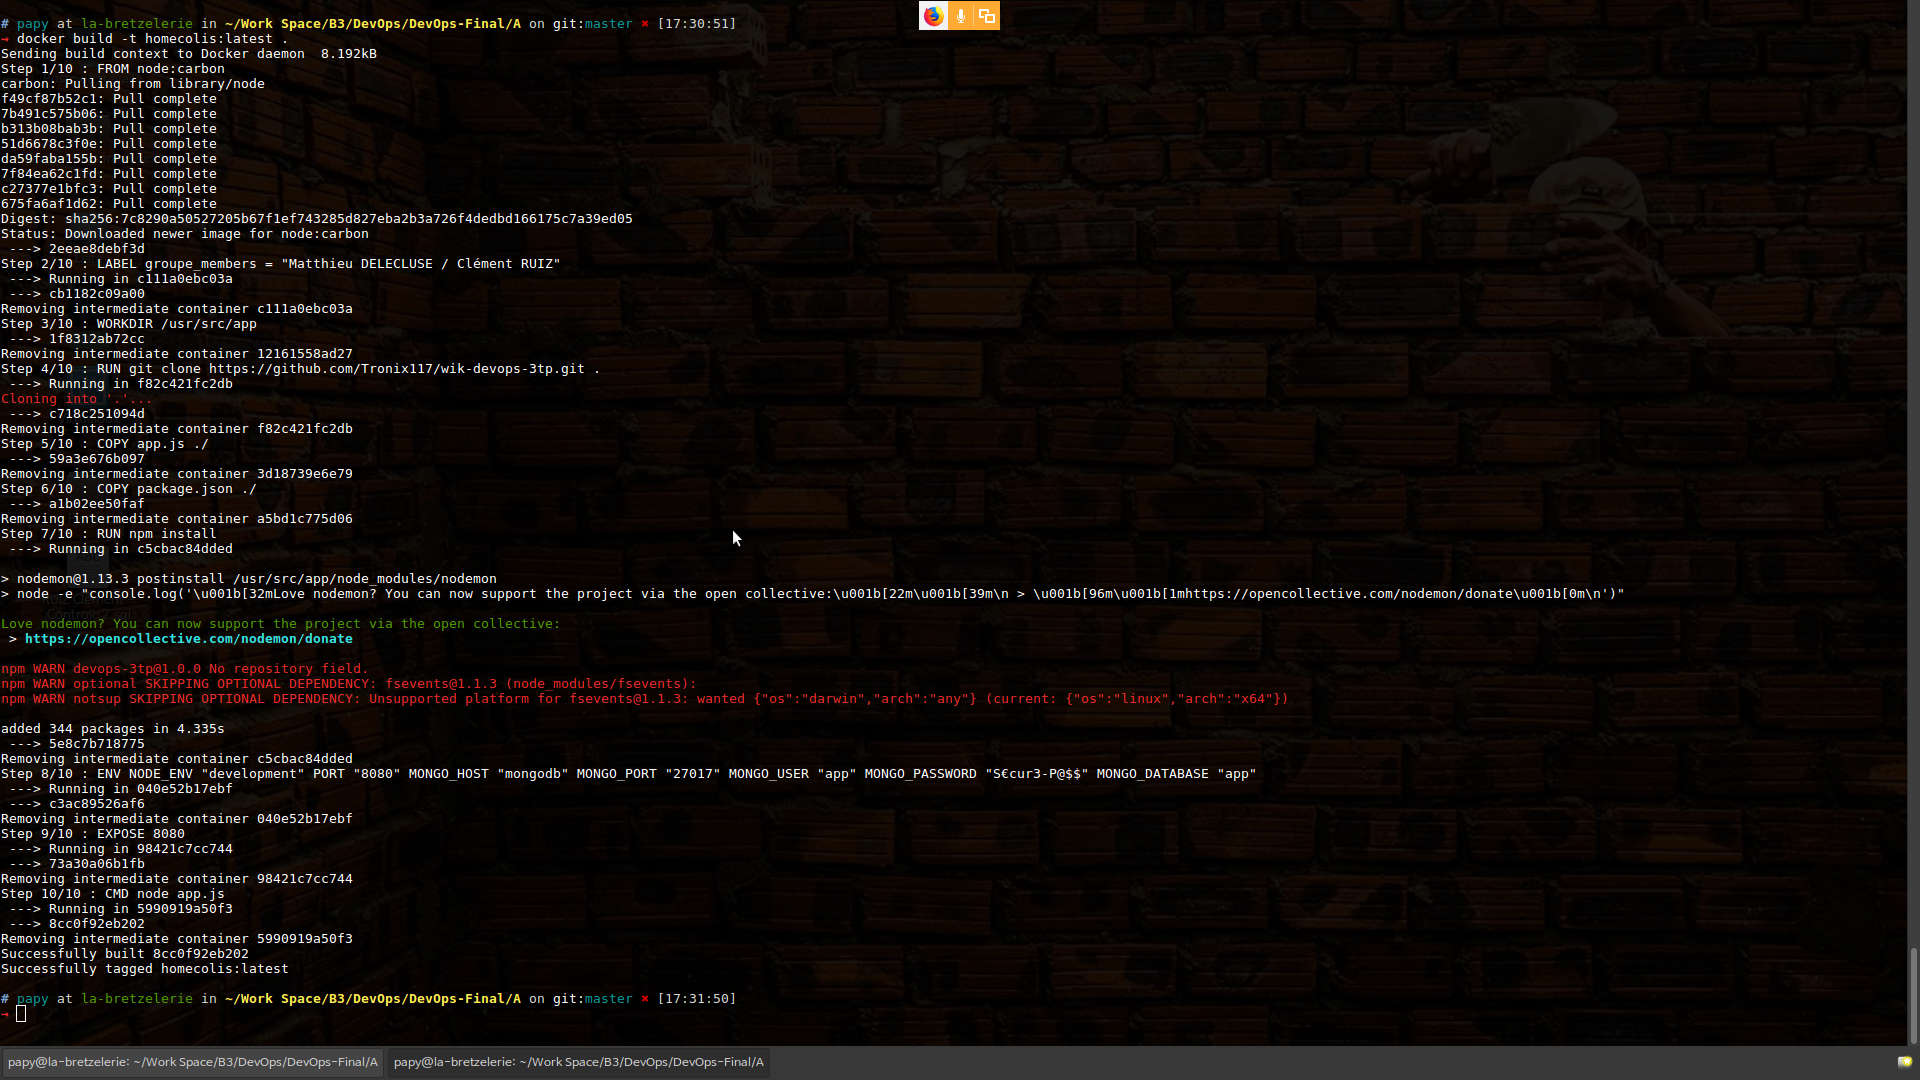 # papy at la-bretzelerie in ~/Work Space/B3/DevOps/DevOps-Final/A on git:master ✖ [17:30:51]
→ docker build -t homecolis:latest .
Sending build context to Docker daemon  8.192kB
Step 1/10 : FROM node:carbon
carbon: Pulling from library/node
f49cf87b52c1: Pull complete
7b491c575b06: Pull complete
b313b08bab3b: Pull complete
51d6678c3f0e: Pull complete
da59faba155b: Pull complete
7f84ea62c1fd: Pull complete
c27377e1bfc3: Pull complete
675fa6af1d62: Pull complete
Digest: sha256:7c8290a50527205b67f1ef743285d827eba2b3a726f4dedbd166175c7a39ed05
Status: Downloaded newer image for node:carbon
 ---> 2eeae8debf3d
Step 2/10 : LABEL groupe_members = "Matthieu DELECLUSE / Clément RUIZ"
 ---> Running in c111a0ebc03a
 ---> cb1182c09a00
Removing intermediate container c111a0ebc03a
Step 3/10 : WORKDIR /usr/src/app
 ---> 1f8312ab72cc
Removing intermediate container 12161558ad27
Step 4/10 : RUN git clone https://github.com/Tronix117/wik-devops-3tp.git .
 ---> Running in f82c421fc2db
Cloning into '.'...
 ---> c718c251094d
Removing intermediate container f82c421fc2db
Step 5/10 : COPY app.js ./
 ---> 59a3e676b097
Removing intermediate container 3d18739e6e79
Step 6/10 : COPY package.json ./
 ---> a1b02ee50faf
Removing intermediate container a5bd1c775d06
Step 7/10 : RUN npm install
 ---> Running in c5cbac84dded
> nodemon@1.13.3 postinstall /usr/src/app/node_modules/nodemon
> node -e "console.log('\u001b[32mLove nodemon? You can now support the project via the open collective:\u001b[22m\u001b[39m\n > \u001b[96m\u001b[1mhttps://opencollective.com/nodemon/donate\u001b[0m\n')"
Love nodemon? You can now support the project via the open collective:
 > https://opencollective.com/nodemon/donate
npm WARN devops-3tp@1.0.0 No repository field.
npm WARN optional SKIPPING OPTIONAL DEPENDENCY: fsevents@1.1.3 (node_modules/fsevents):
npm WARN notsup SKIPPING OPTIONAL DEPENDENCY: Unsupported platform for fsevents@1.1.3: wanted {"os":"darwin","arch":"any"} (current: {"os":"linux","arch":"x64"})
added 344 packages in 4.335s
 ---> 5e8c7b718775
Removing intermediate container c5cbac84dded
Step 8/10 : ENV NODE_ENV "development" PORT "8080" MONGO_HOST "mongodb" MONGO_PORT "27017" MONGO_USER "app" MONGO_PASSWORD "S€cur3-P@$$" MONGO_DATABASE "app"
 ---> Running in 040e52b17ebf
 ---> c3ac89526af6
Removing intermediate container 040e52b17ebf
Step 9/10 : EXPOSE 8080
 ---> Running in 98421c7cc744
 ---> 73a30a06b1fb
Removing intermediate container 98421c7cc744
Step 10/10 : CMD node app.js
 ---> Running in 5990919a50f3
 ---> 8cc0f92eb202
Removing intermediate container 5990919a50f3
Successfully built 8cc0f92eb202
Successfully tagged homecolis:latest
# papy at la-bretzelerie in ~/Work Space/B3/DevOps/DevOps-Final/A on git:master ✖ [17:31:50]
→
papy@la-bretzelerie: ~/Work Space/B3/DevOps/DevOps-Final/A
papy@la-bretzelerie: ~/Work Space/B3/DevOps/DevOps-Final/A